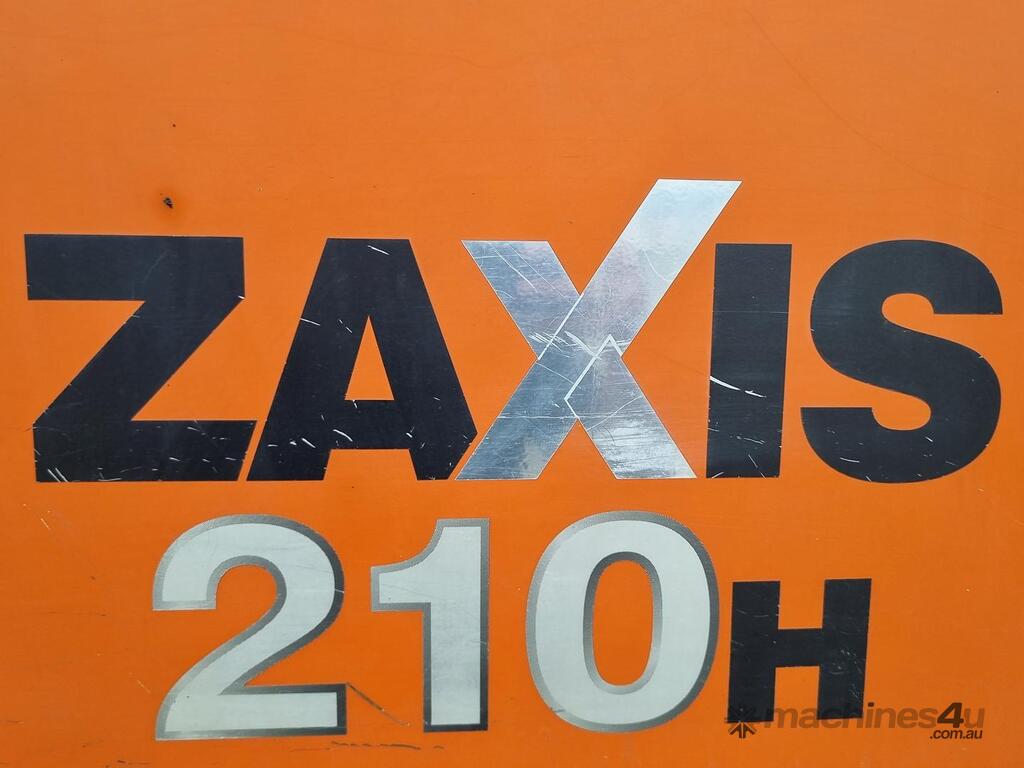 ZAXIS
210H
machines4u
.com.au